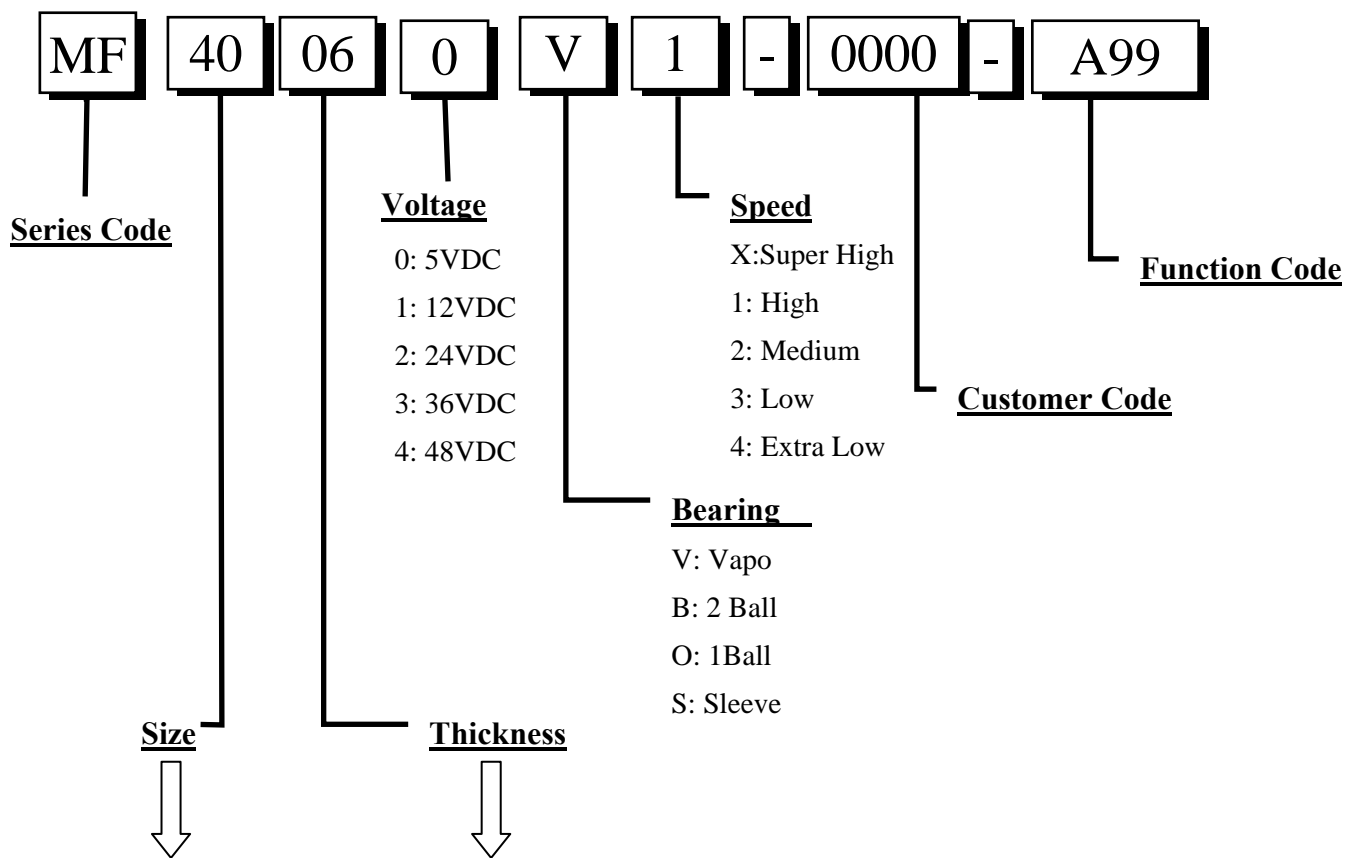 MF 40 06 0 V 1 - 0000 - A99
Series Code
Voltage
0: 5VDC
1: 12VDC
2: 24VDC
3: 36VDC
4: 48VDC
Speed
X:Super High
1: High
2: Medium
3: Low
4: Extra Low
Function Code
Customer Code
Bearing
V: Vapo
B: 2 Ball
O: 1Ball
S: Sleeve
Size
Thickness